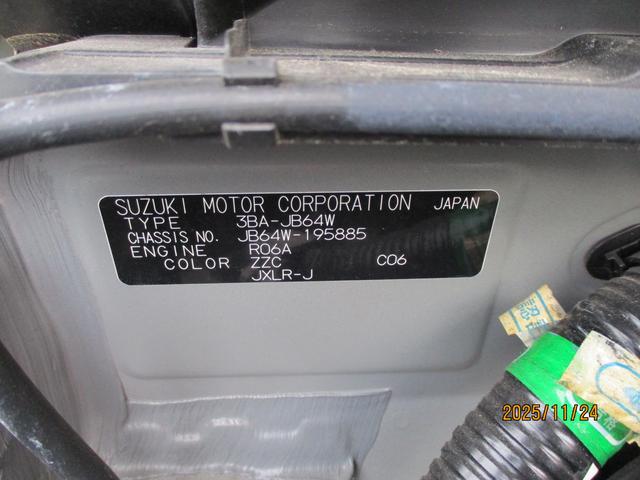 SUZUKI MOTOR CORPORATION JAPAN
TYPE 3BA-JB64W
CHASSIS NO. JB64W-195885
ENGINE R06A
COLOR ZZC C06
JXLR-J
2025/11/24